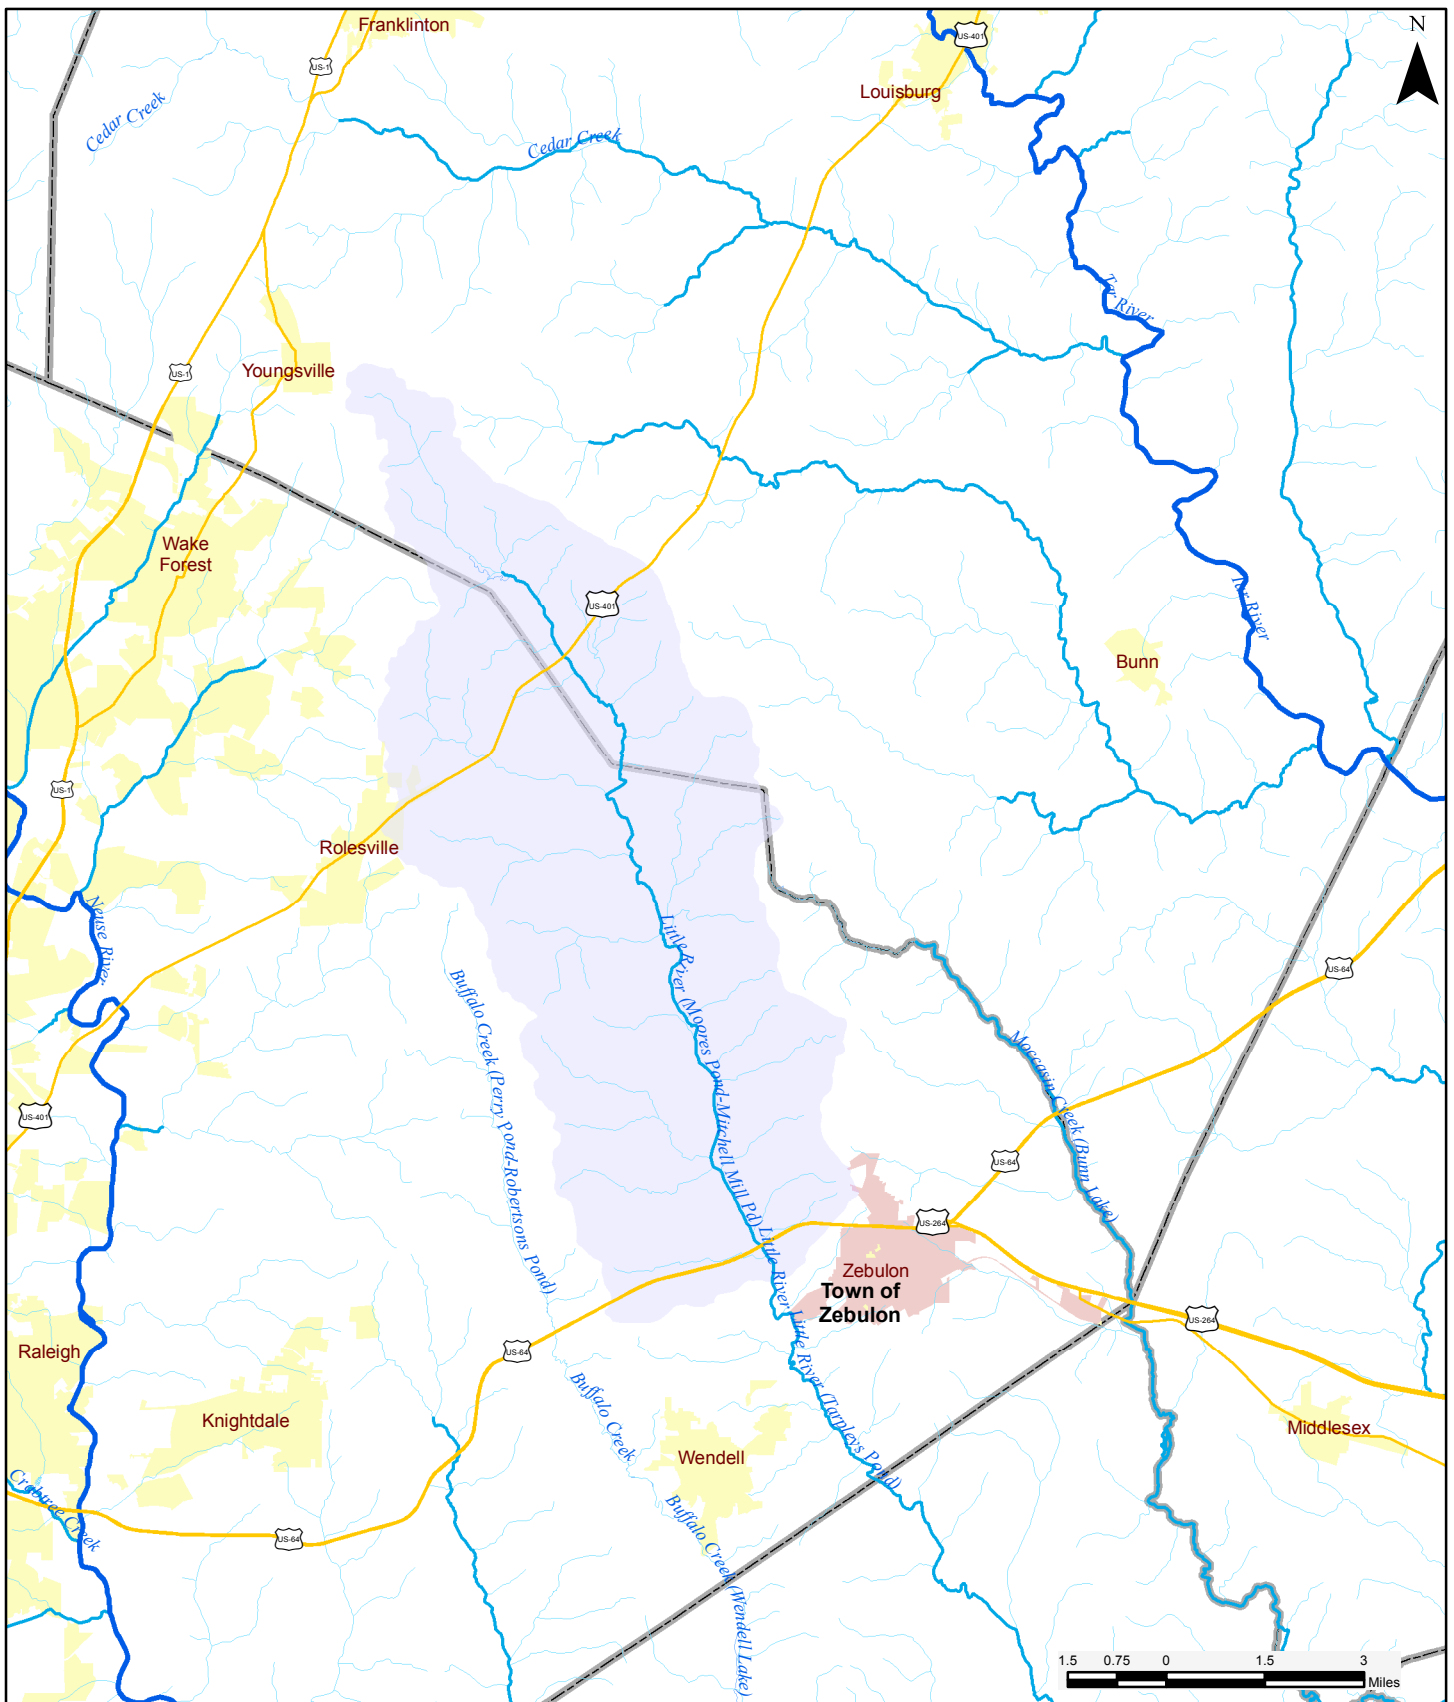 Franklinton
N
US-401
US-1
Louisburg
Cedar Creek
Cedar Creek
Tar River
Youngsville
US-1
Wake
Forest
US-401
Tar River
Bunn
US-1
Rolesville
Neuse River
Little River (Moores Pond-Mitchell Mill Pd)
US-64
Buffalo Creek (Perry Pond-Robertsons Pond)
Moccasin Creek (Bunn Lake)
US-401
US-64
US-264
Little River
Zebulon
Town of
Zebulon
US-264
Raleigh
US-64
Little River (Tarpleys Pond)
Buffalo Creek
Knightdale
Middlesex
Wendell
Crabtree Creek
Buffalo Creek (Wendell Lake)
US-64
1.5 0.75 0 1.5 3
Miles